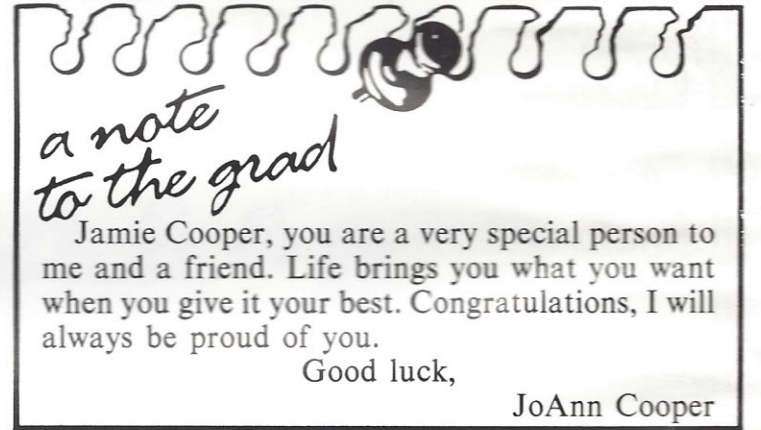 a note
to the grad
Jamie Cooper, you are a very special person to
me and a friend. Life brings you what you want
when you give it your best. Congratulations, I will
always be proud of you.
Good luck,
JoAnn Cooper